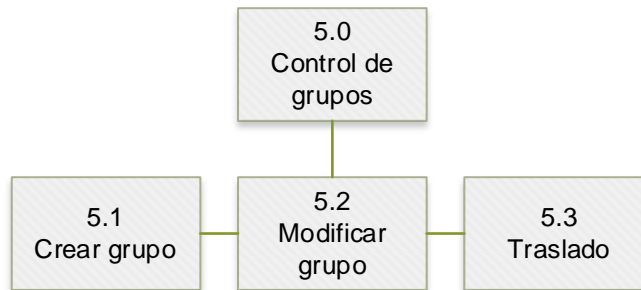 5.0
Control de
grupos
5.1
Crear grupo
5.2
Modificar
grupo
5.3
Traslado